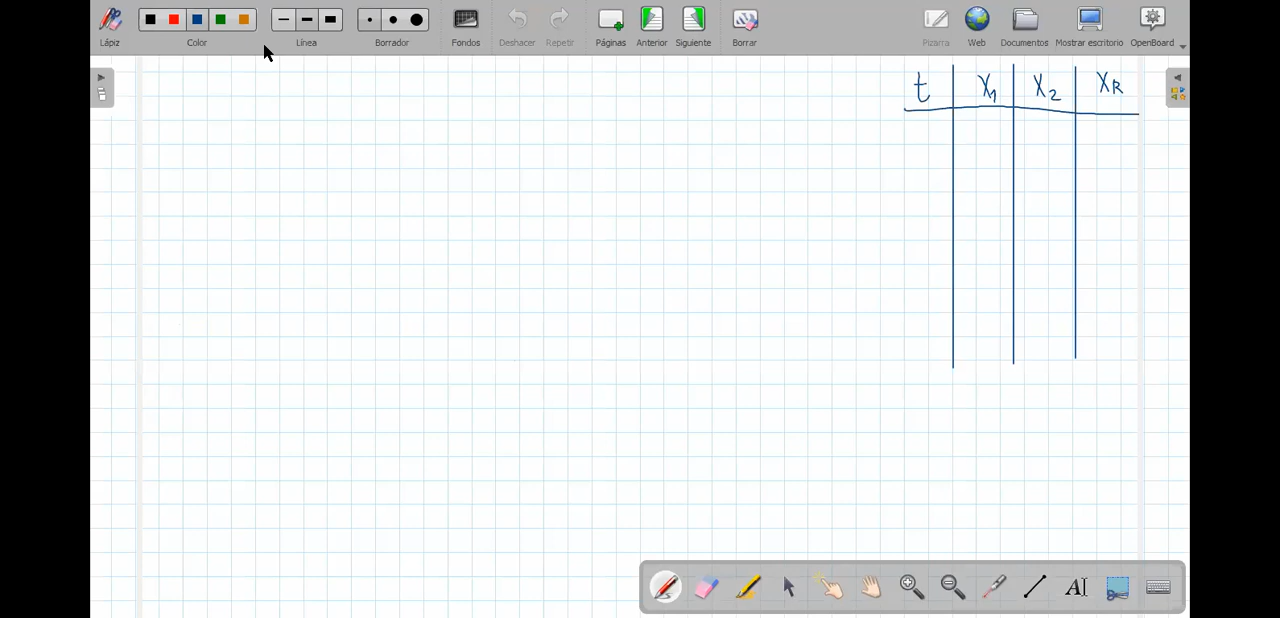 Lápiz Color Línea Borrador Fondos Deshacer Repetir Páginas Anterior Siguiente Borrar Pizarra Web Documentos Mostrar escritorio OpenBoard
t X1 X2 XR
A